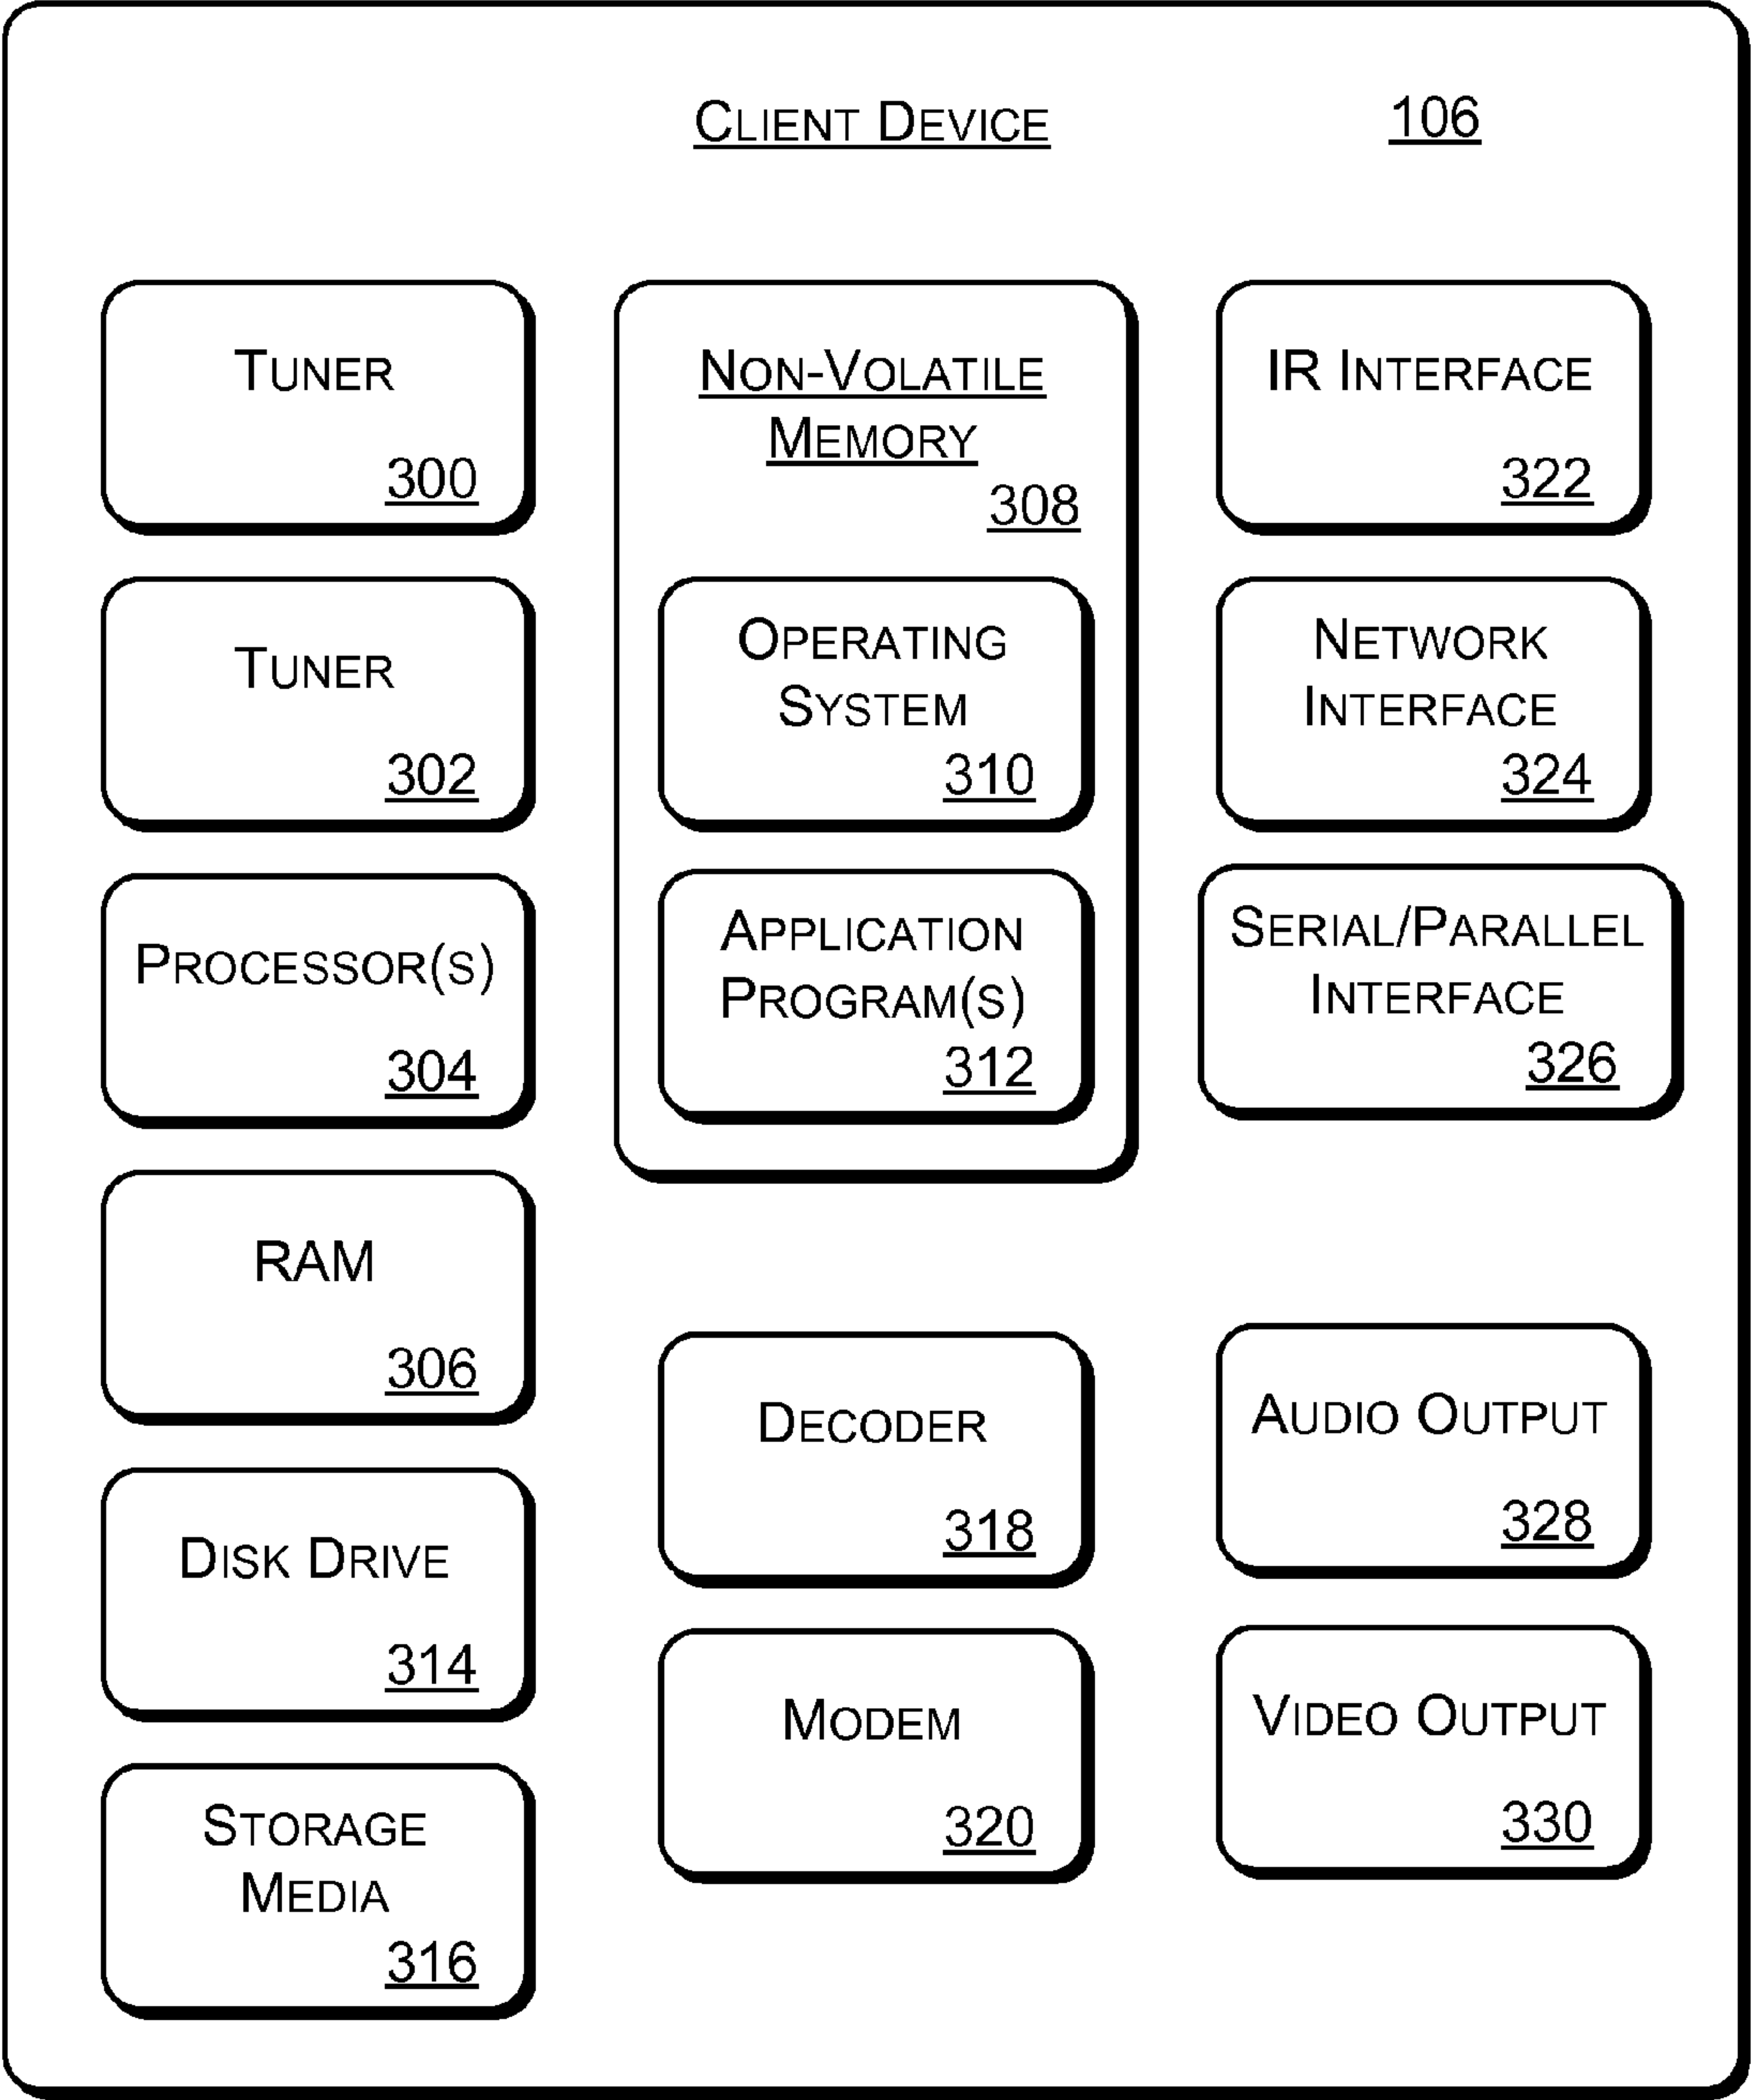 CLIENT DEVICE
106
TUNER
300
TUNER
302
PROCESSOR(S)
304
RAM
306
DISK DRIVE
314
STORAGE
MEDIA
316
NON-VOLATILE
MEMORY
308
OPERATING
SYSTEM
310
APPLICATION
PROGRAM(S)
312
DECODER
318
MODEM
320
IR INTERFACE
322
NETWORK
INTERFACE
324
SERIAL/PARALLEL
INTERFACE
326
AUDIO OUTPUT
328
VIDEO OUTPUT
330